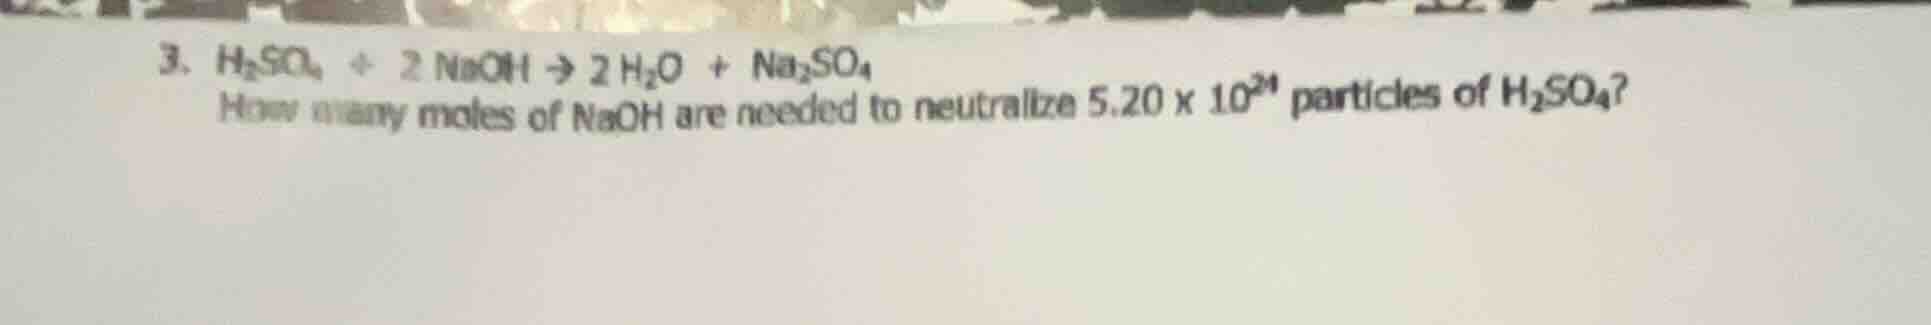 3. H₂SO₄ + 2 NaOH → 2 H₂O + Na₂SO₄
How many moles of NaOH are needed to neutralize 5.20 x 10²⁴ particles of H₂SO₄?